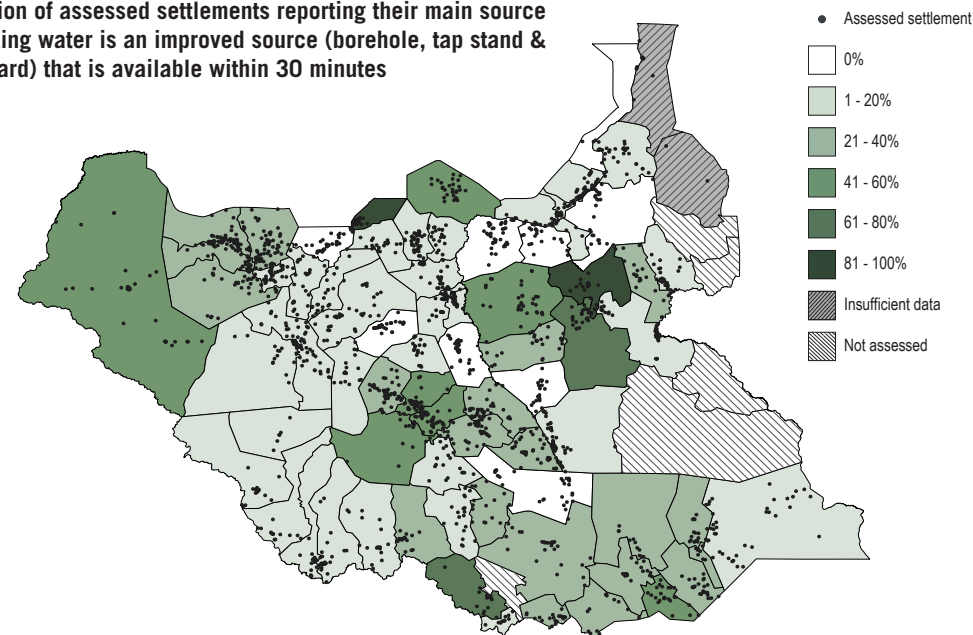 ion of assessed settlements reporting their main source
ing water is an improved source (borehole, tap stand &
ard) that is available within 30 minutes
Assessed settlement
0%
1 - 20%
21 - 40%
41 - 60%
61 - 80%
81 - 100%
Insufficient data
Not assessed